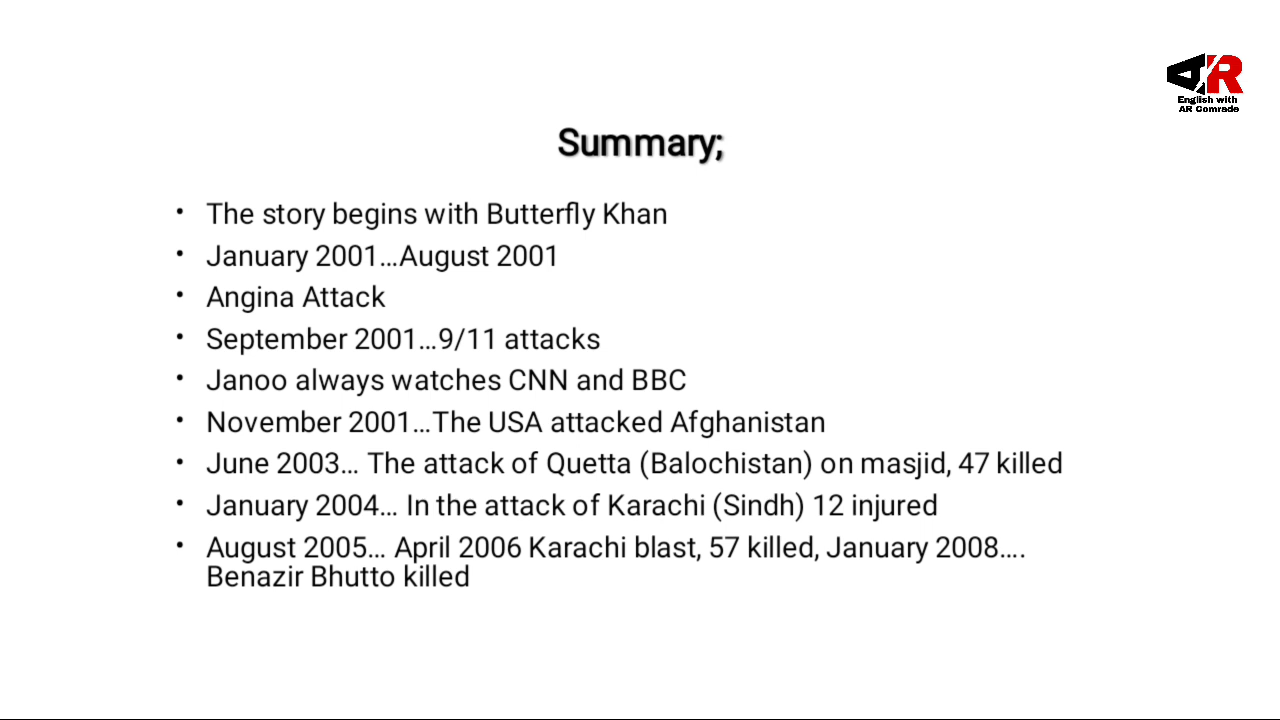 AR
English with
AR Comrade
Summary;
• The story begins with Butterfly Khan
• January 2001...August 2001
• Angina Attack
• September 2001...9/11 attacks
• Janoo always watches CNN and BBC
• November 2001...The USA attacked Afghanistan
• June 2003... The attack of Quetta (Balochistan) on masjid, 47 killed
• January 2004... In the attack of Karachi (Sindh) 12 injured
• August 2005... April 2006 Karachi blast, 57 killed, January 2008....
Benazir Bhutto killed